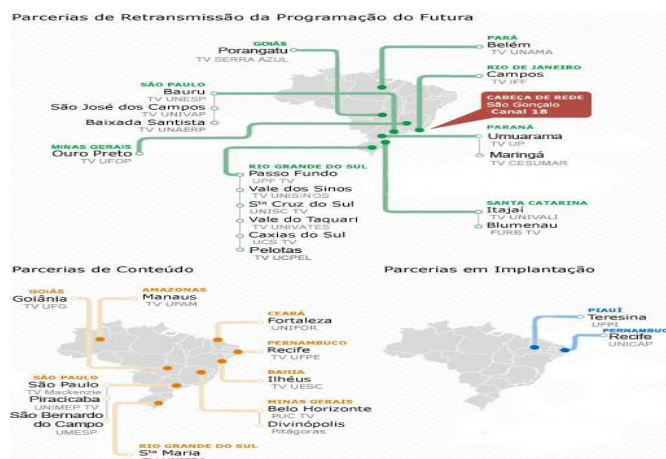 Parcerias de Retransmissão da Programação do Futura
GOIÁS
Porangatu
TV SERRA AZUL
PARÁ
Belém
TV UNAMA
RIO DE JANEIRO
Campos
TV IFF
SÃO PAULO
Bauru
TV UNESP
São José dos Campos
TV UNIVAP
Baixada Santista
TV UNAERP
CABEÇA DE REDE
São Gonçalo
Canal 18
PARANÁ
Umuarama
TV UP
Maringá
TV CESUMAR
MINAS GERAIS
Ouro Preto
TV UFOP
RIO GRANDE DO SUL
Passo Fundo
UPF TV
Vale dos Sinos
TV UNISINOS
Sta Cruz do Sul
UNISC TV
Vale do Taquari
TV UNIVATES
Caxias do Sul
UCS TV
Pelotas
TV UCPEL
SANTA CATARINA
Itajaí
TV UNIVALI
Blumenau
FURB TV
Parcerias de Conteúdo
GOIÁS
Goiânia
TV UFG
AMAZONAS
Manaus
TV UFAM
CEARÁ
Fortaleza
UNIFOR
PERNAMBUCO
Recife
TV UFPE
BAHIA
Ilhéus
TV UESC
SÃO PAULO
São Paulo
TV Mackenzie
Piracicaba
UNIMEP TV
São Bernardo
do Campo
UMESP
MINAS GERAIS
Belo Horizonte
PUC TV
Divinópolis
Pitágoras
RIO GRANDE DO SUL
Sta Maria
Parcerias em Implantação
PIAUÍ
Teresina
UFPI
PERNAMBUCO
Recife
UNICAP